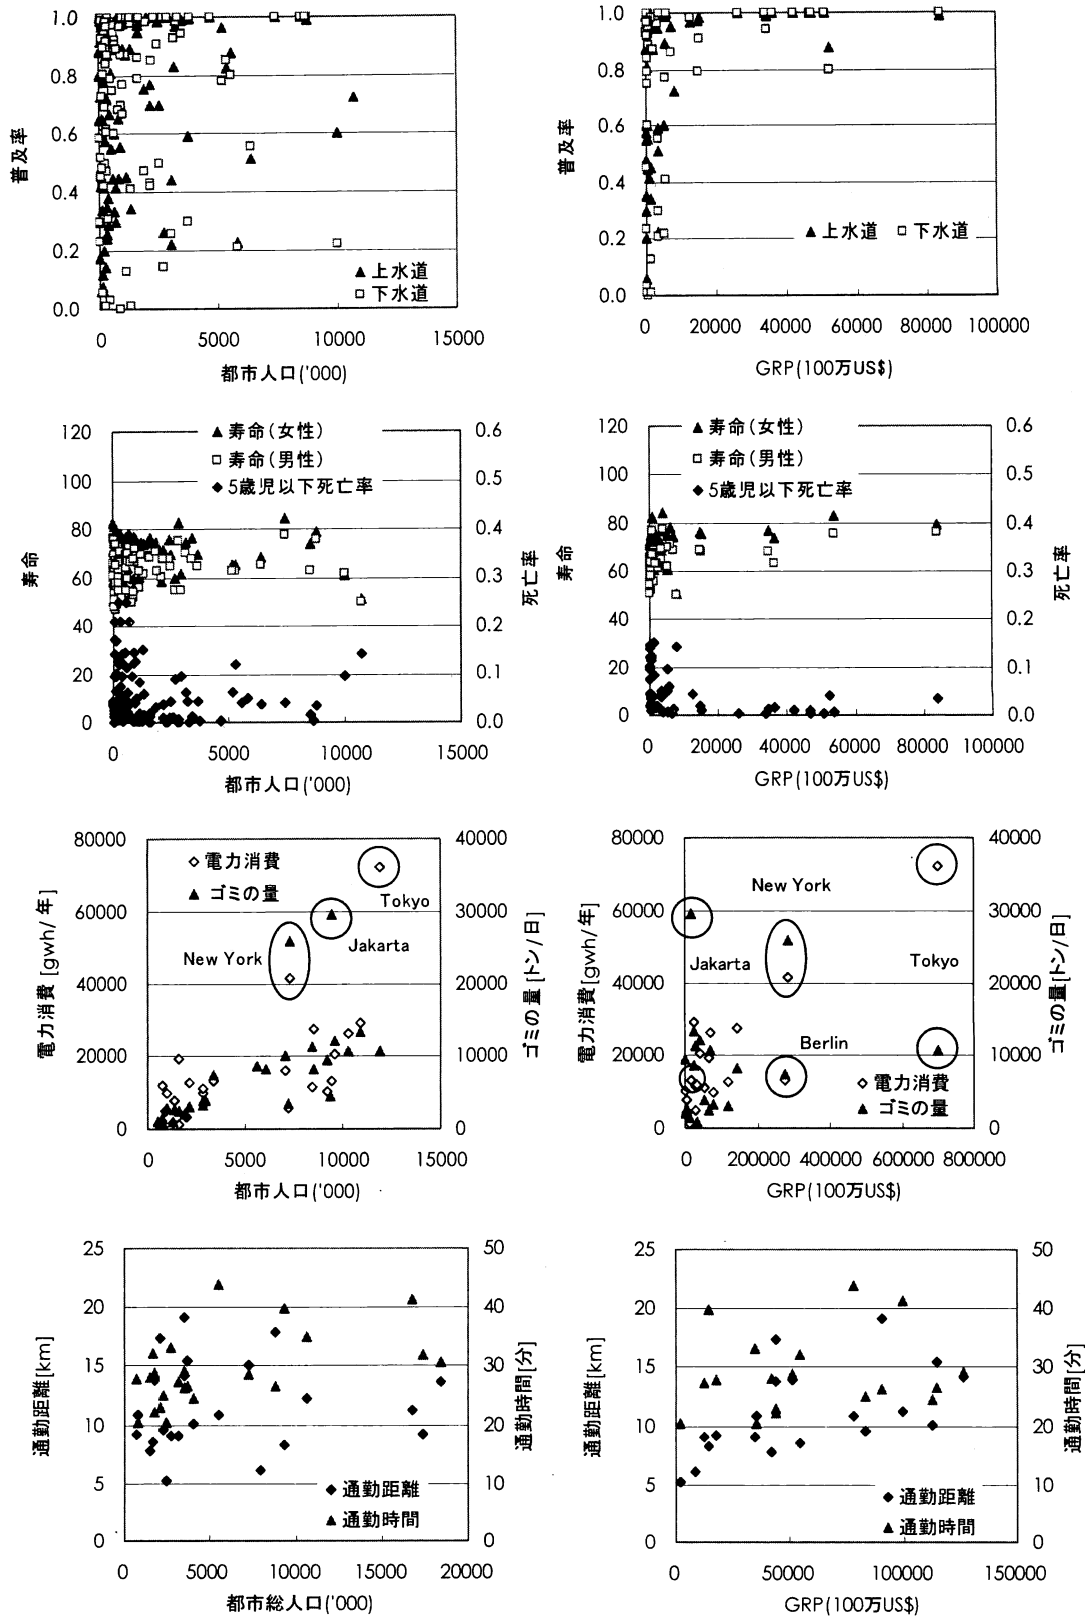 1.0
0.8
0.6
0.4
0.2
0.0
普及率
▲上水道
□下水道
0 5000 10000 15000
都市人口('000)
1.0
0.8
0.6
0.4
0.2
0.0
普及率
▲上水道 □下水道
0 20000 40000 60000 80000 100000
GRP(100万US$)
120
100
80
60
40
20
0
寿命
▲寿命(女性)
□寿命(男性)
◆5歳児以下死亡率
0.6
0.5
0.4
0.3
0.2
0.1
0.0
死亡率
0 5000 10000 15000
都市人口('000)
120
100
80
60
40
20
0
寿命
▲寿命(女性)
□寿命(男性)
◆5歳児以下死亡率
0.6
0.5
0.4
0.3
0.2
0.1
0.0
死亡率
0 20000 40000 60000 80000 100000
GRP(100万US$)
80000
60000
40000
20000
0
電力消費[gwh/年]
◇電力消費
▲ゴミの量
Tokyo
Jakarta
New York
40000
30000
20000
10000
0
ゴミの量[トン/日]
0 5000 10000 15000
都市人口('000)
80000
60000
40000
20000
0
電力消費[gwh/年]
New York
Jakarta
Tokyo
Berlin
◇電力消費
▲ゴミの量
40000
30000
20000
10000
0
ゴミの量[トン/日]
0 200000 400000 600000 800000
GRP(100万US$)
25
20
15
10
5
0
通勤距離[km]
◆通勤距離
▲通勤時間
50
40
30
20
10
0
通勤時間[分]
0 5000 10000 15000 20000
都市総人口('000)
25
20
15
10
5
0
通勤距離[km]
◆通勤距離
▲通勤時間
50
40
30
20
10
0
通勤時間[分]
0 50000 100000 150000
GRP(100万US$)